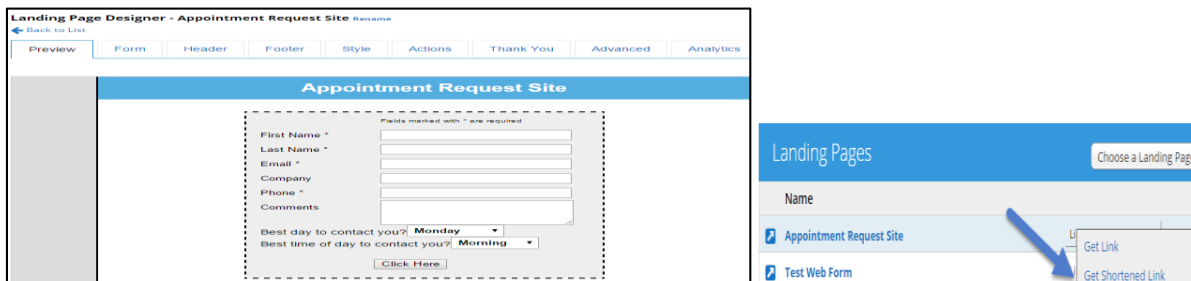 Landing Page Designer - Appointment Request Site Rename
Back to List
Preview Form Header Footer Style Actions Thank You Advanced Analytics
Appointment Request Site
Fields marked with * are required
First Name *
Last Name *
Email *
Company
Phone *
Comments
Best day to contact you? Monday
Best time of day to contact you? Morning
Click Here
Landing Pages Choose a Landing Page
Name
Appointment Request Site
Get Link
Test Web Form Get Shortened Link